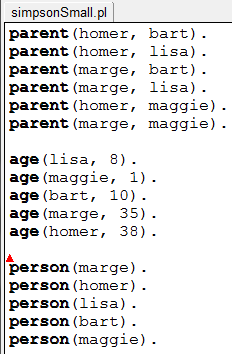 simpsonSmall.pl
parent(homer, bart).
parent(homer, lisa).
parent(marge, bart).
parent(marge, lisa).
parent(homer, maggie).
parent(marge, maggie).
age(lisa, 8).
age(maggie, 1).
age(bart, 10).
age(marge, 35).
age(homer, 38).
person(marge).
person(homer).
person(lisa).
person(bart).
person(maggie).